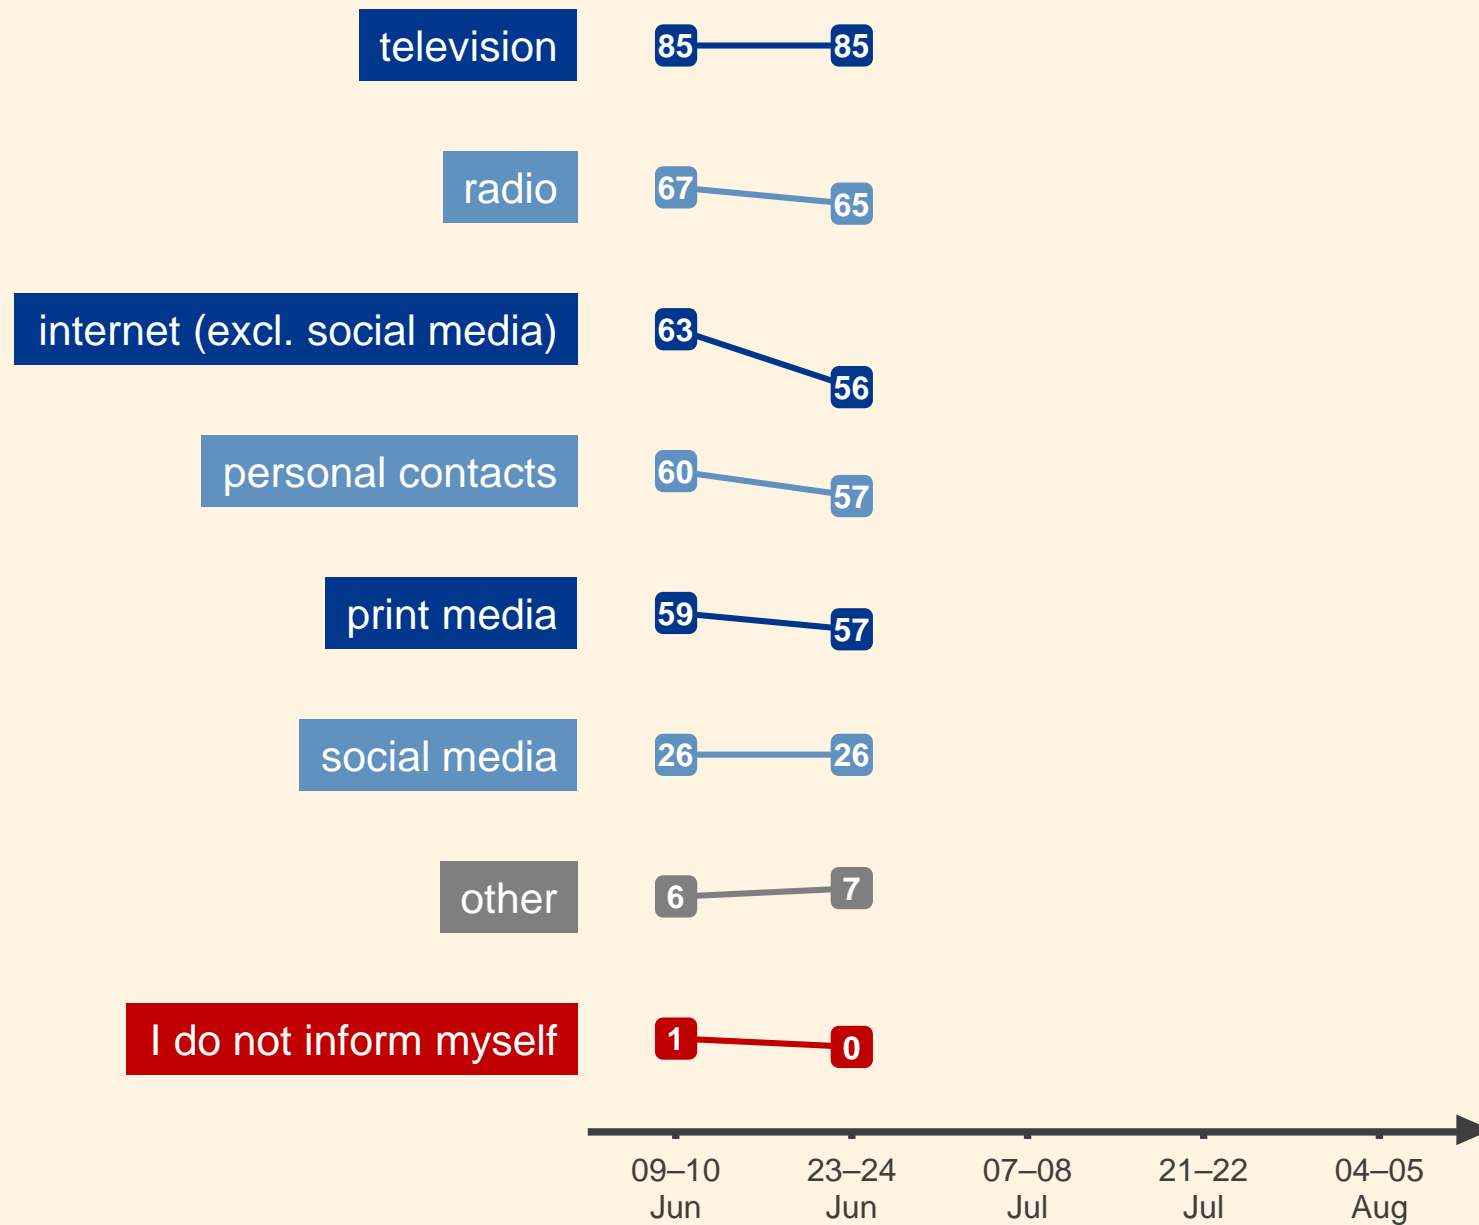 television 85 85
radio 67 65
internet (excl. social media) 63 56
personal contacts 60 57
print media 59 57
social media 26 26
other 6 7
I do not inform myself 1 0
09–10 23–24 07–08 21–22 04–05
Jun Jun Jul Jul Aug